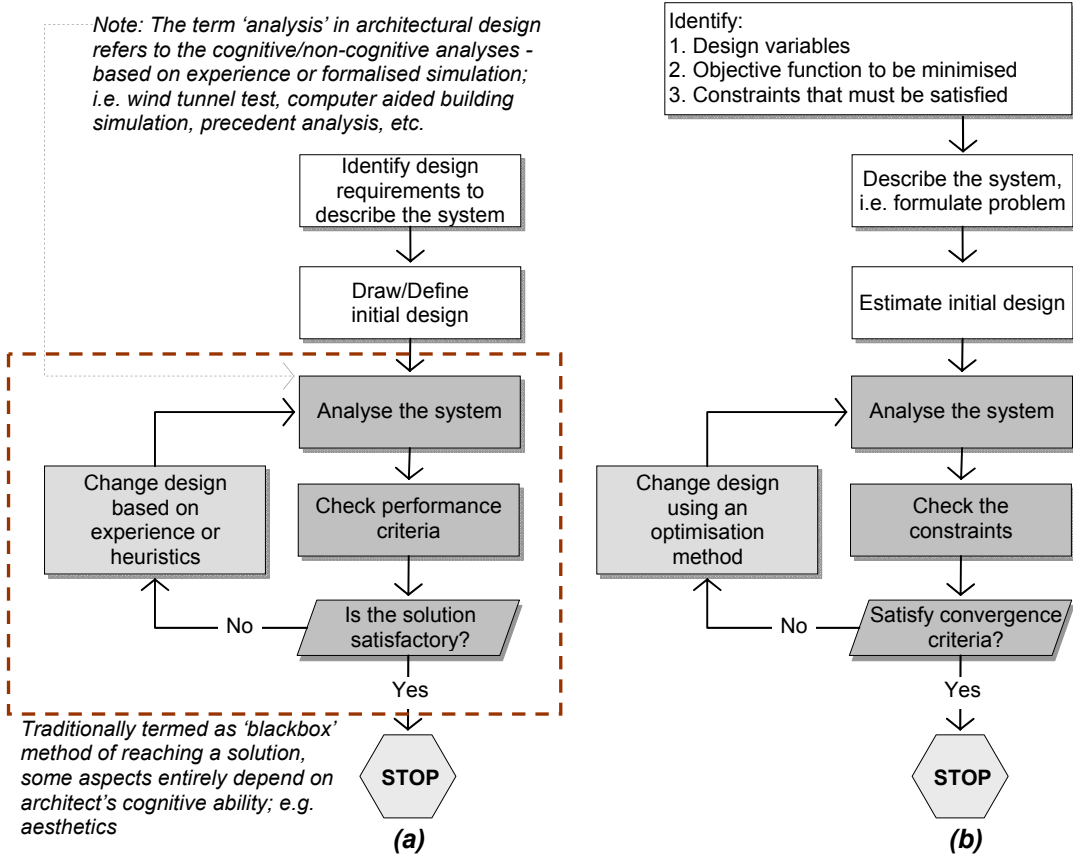 Note: The term ‘analysis’ in architectural design
refers to the cognitive/non-cognitive analyses -
based on experience or formalised simulation;
i.e. wind tunnel test, computer aided building
simulation, precedent analysis, etc.
Identify design
requirements to
describe the system
Draw/Define
initial design
Analyse the system
Change design
based on
experience or
heuristics
Check performance
criteria
No
Is the solution
satisfactory?
Yes
Traditionally termed as ‘blackbox’
method of reaching a solution,
some aspects entirely depend on
architect’s cognitive ability; e.g.
aesthetics
STOP
(a)
Identify:
1. Design variables
2. Objective function to be minimised
3. Constraints that must be satisfied
Describe the system,
i.e. formulate problem
Estimate initial design
Analyse the system
Change design
using an
optimisation
method
Check the
constraints
No
Satisfy convergence
criteria?
Yes
STOP
(b)